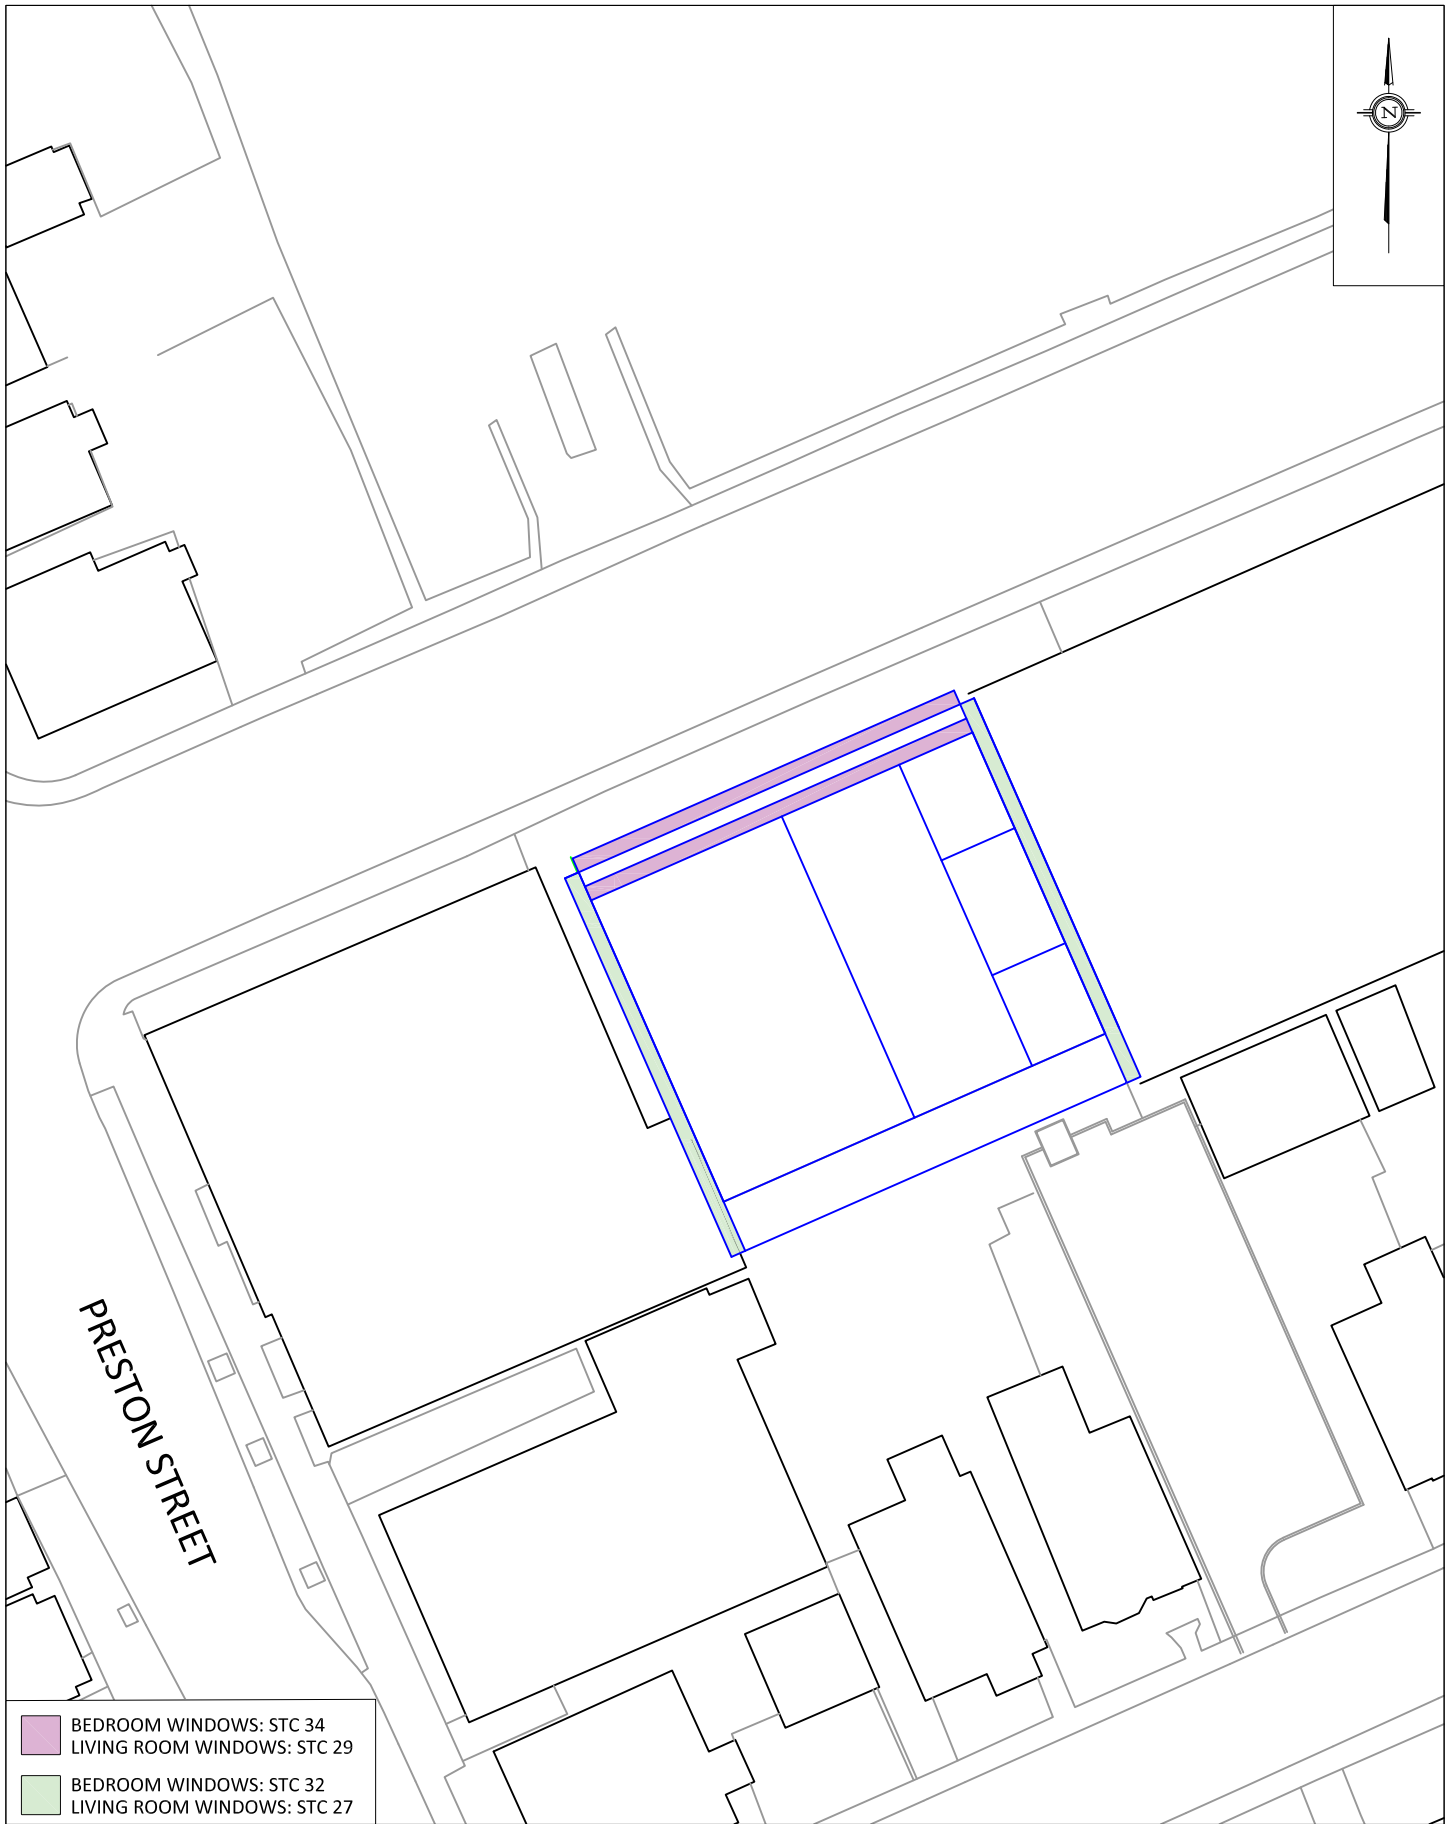 N
PRESTON STREET
BEDROOM WINDOWS: STC 34
LIVING ROOM WINDOWS: STC 29
BEDROOM WINDOWS: STC 32
LIVING ROOM WINDOWS: STC 27